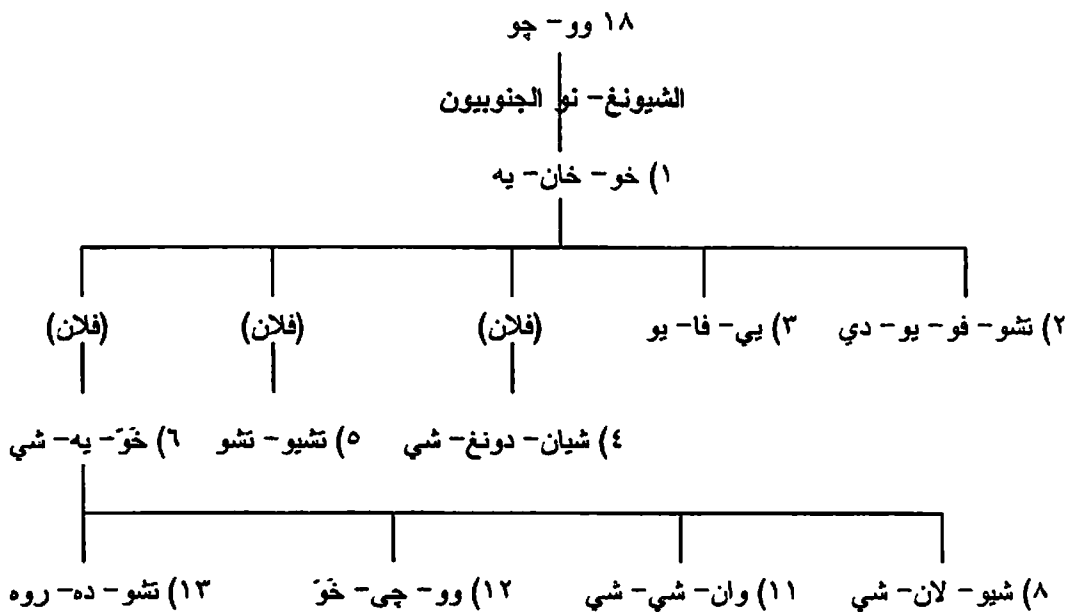 ١٨ وو- چو
الشيونغ- نو الجنوبيون
١) خو- خان- يه
٢) تشو- فو- يو- دي ٣) يي- فا- يو (فلان) (فلان) (فلان)
٤) شيان- دونغ- شي ٥) تشيو- تشو ٦) خَوّ- يه- شي
٨) شيو- لان- شي ١١) وان- شي- شي ١٢) وو- چي- خَوّ ١٣) تشو- ده- روه